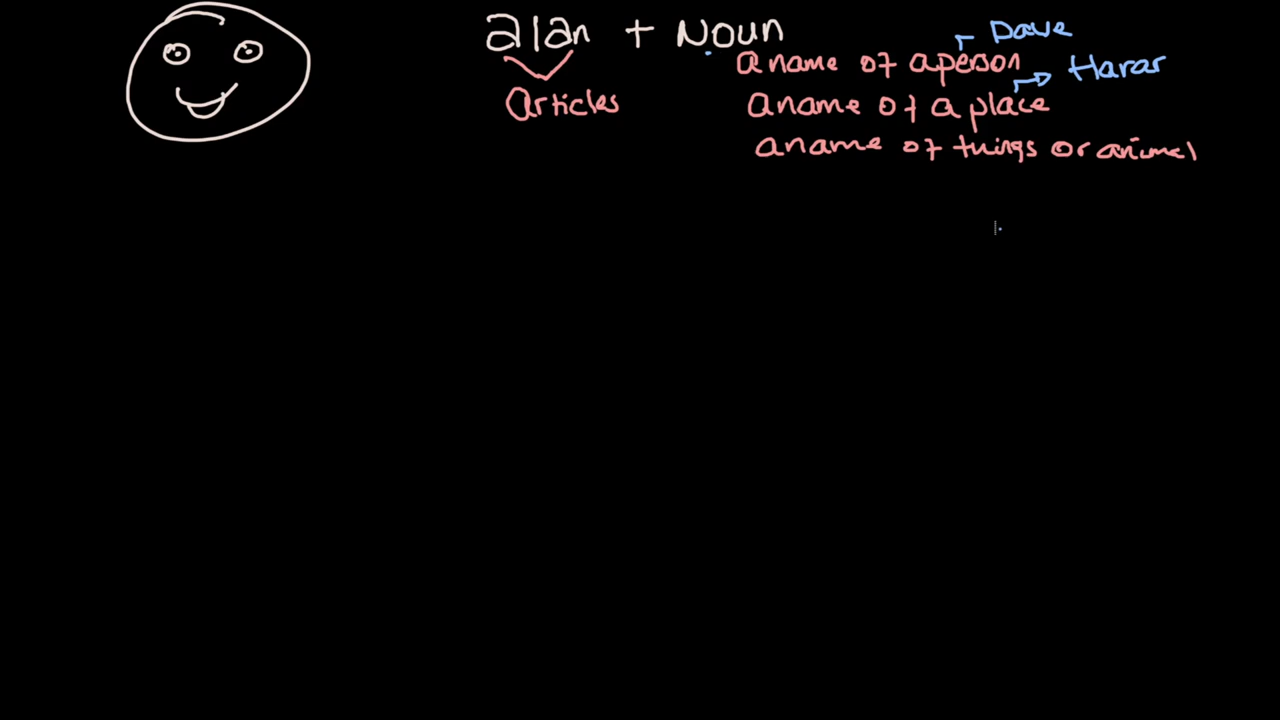 a/an + Noun
Dave
a name of a person
Harar
Articles
a name of a place
a name of things or animal